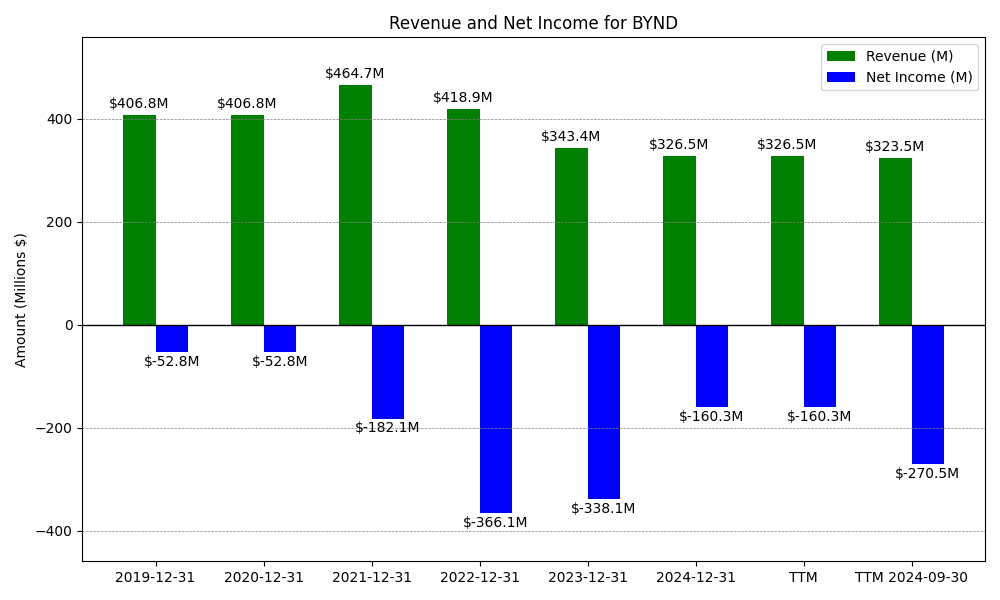 Revenue and Net Income for BYND
Revenue (M)
Net Income (M)
Amount (Millions $)
400
200
0
−200
−400
$406.8M
$406.8M
$464.7M
$418.9M
$343.4M
$326.5M
$326.5M
$323.5M
$-52.8M
$-52.8M
$-182.1M
$-366.1M
$-338.1M
$-160.3M
$-160.3M
$-270.5M
2019-12-31
2020-12-31
2021-12-31
2022-12-31
2023-12-31
2024-12-31
TTM
TTM 2024-09-30